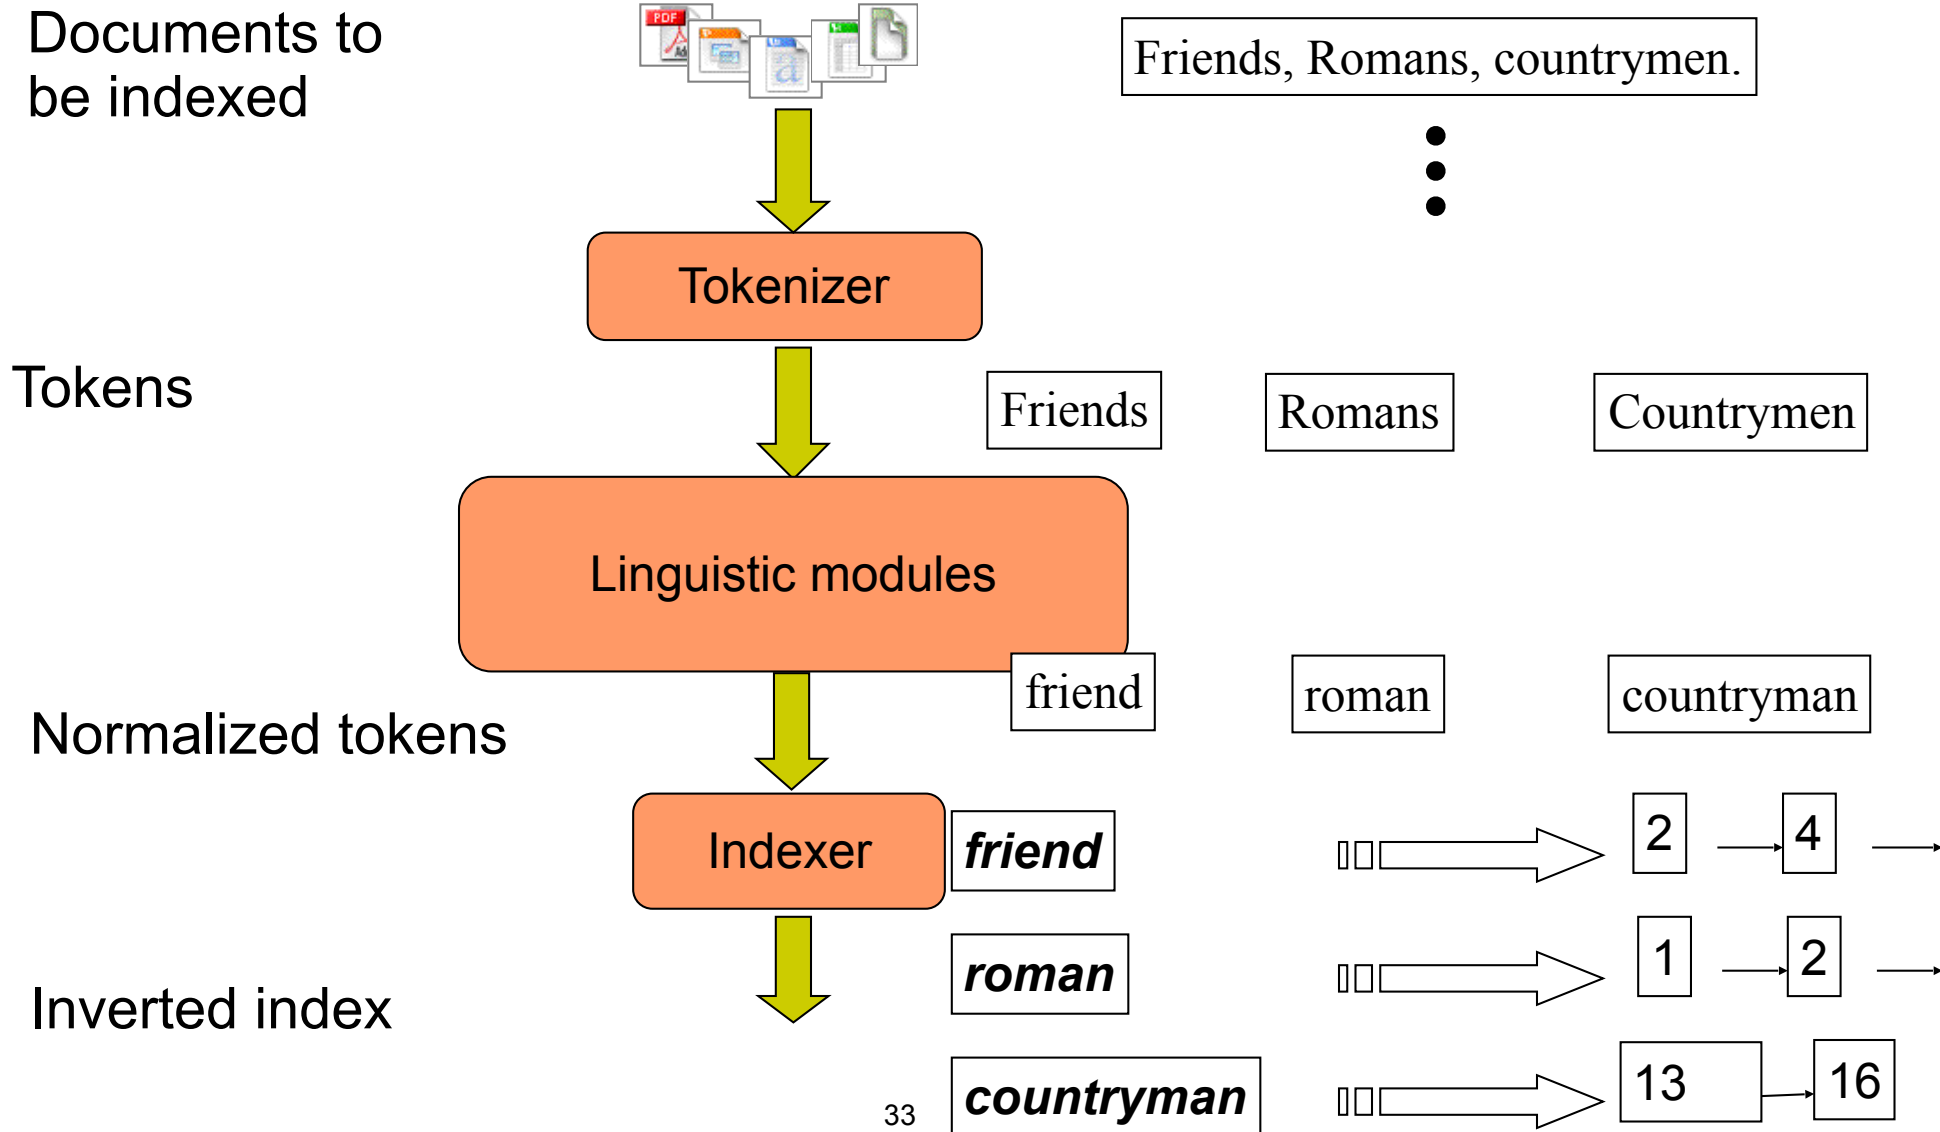 Documents to
be indexed
PDF
Friends, Romans, countrymen.
Tokenizer
Tokens
Friends
Romans
Countrymen
Linguistic modules
friend
roman
countryman
Normalized tokens
Indexer
friend
2
4
roman
1
2
Inverted index
countryman
13
16
33